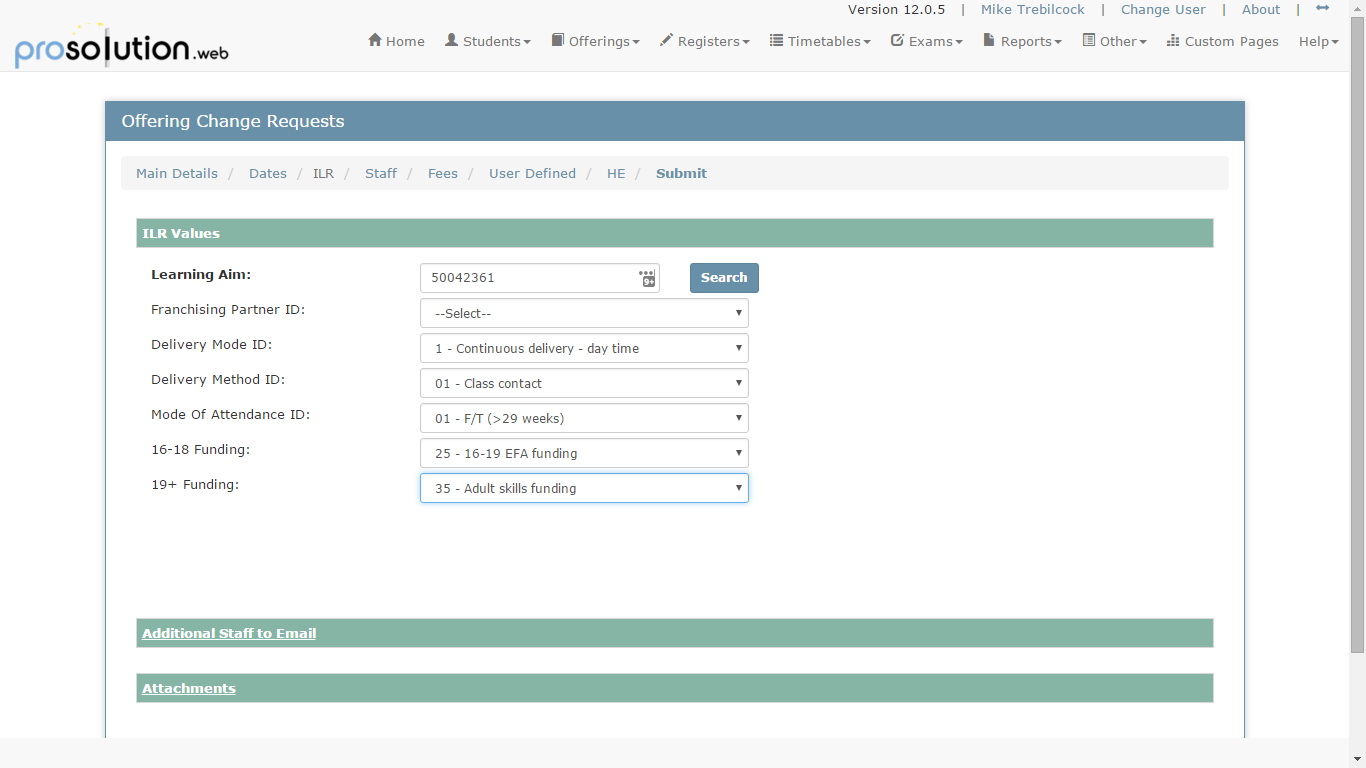 Version 12.0.5 | Mike Trebilcock | Change User | About |
prosolution.web
Home Students Offerings Registers Timetables Exams Reports Other Custom Pages Help
Offering Change Requests
Main Details / Dates / ILR / Staff / Fees / User Defined / HE / Submit
ILR Values
Learning Aim: 50042361 9+ Search
Franchising Partner ID: --Select--
Delivery Mode ID: 1 - Continuous delivery - day time
Delivery Method ID: 01 - Class contact
Mode Of Attendance ID: 01 - F/T (>29 weeks)
16-18 Funding: 25 - 16-19 EFA funding
19+ Funding: 35 - Adult skills funding
Additional Staff to Email
Attachments